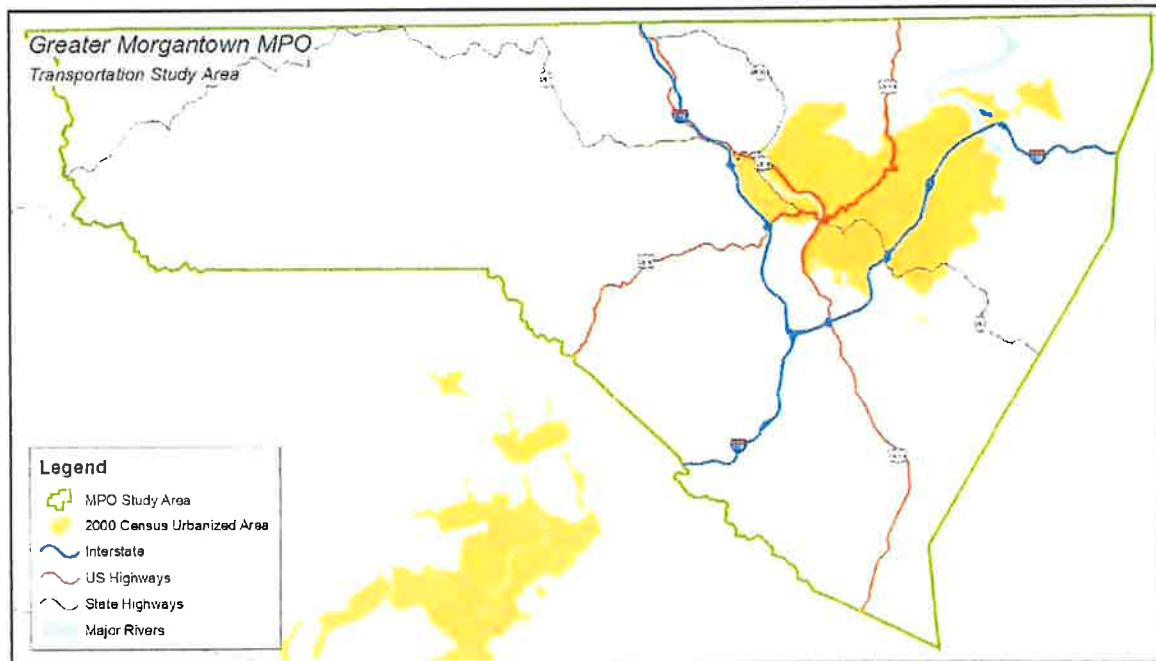 Greater Morgantown MPO
Transportation Study Area
Legend
MPO Study Area
2000 Census Urbanized Area
Interstate
US Highways
State Highways
Major Rivers